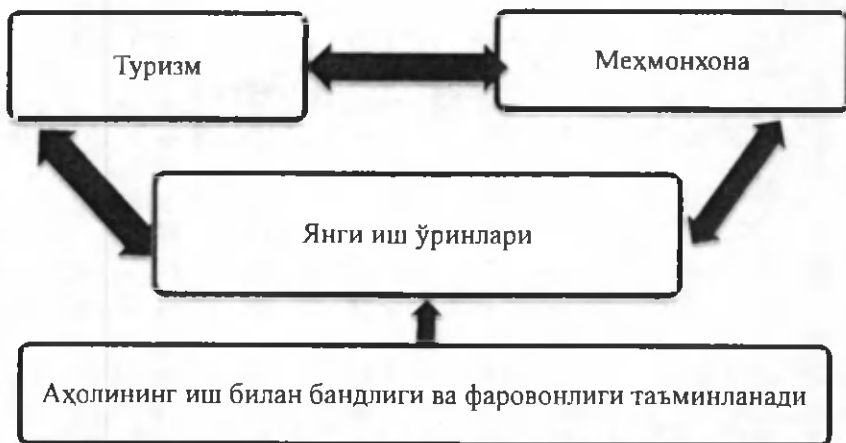 Туризм
Меҳмонхона
Янги иш ўринлари
Аҳолининг иш билан бандлиги ва фаровонлиги таъминланади